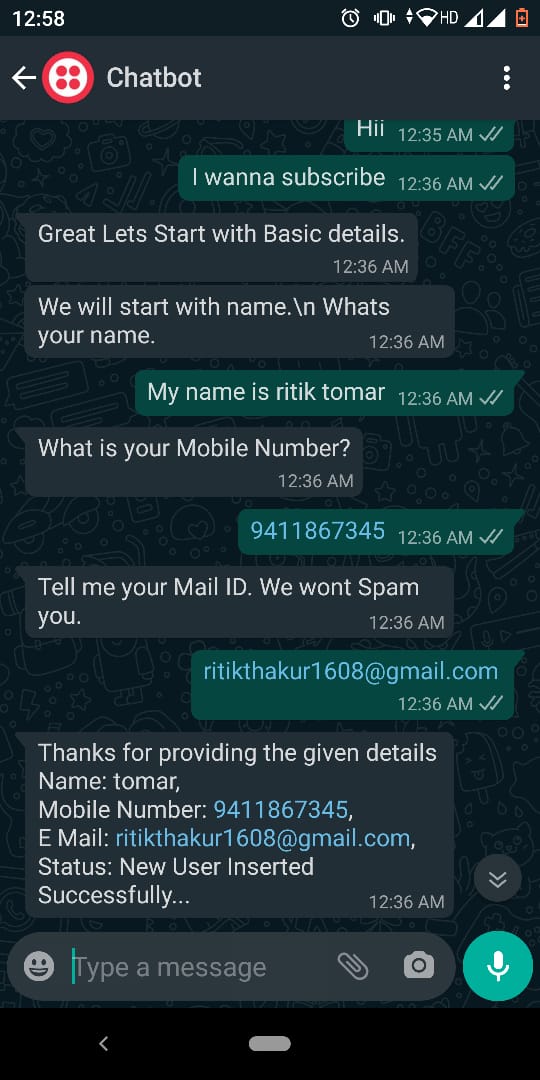 12:58
HD
Chatbot
Hii 12:35 AM
I wanna subscribe 12:36 AM
Great Lets Start with Basic details.
12:36 AM
We will start with name.\n Whats
your name. 12:36 AM
My name is ritik tomar 12:36 AM
What is your Mobile Number?
12:36 AM
9411867345 12:36 AM
Tell me your Mail ID. We wont Spam
you. 12:36 AM
ritikthakur1608@gmail.com
12:36 AM
Thanks for providing the given details
Name: tomar,
Mobile Number: 9411867345,
E Mail: ritikthakur1608@gmail.com,
Status: New User Inserted
Successfully... 12:36 AM
Type a message